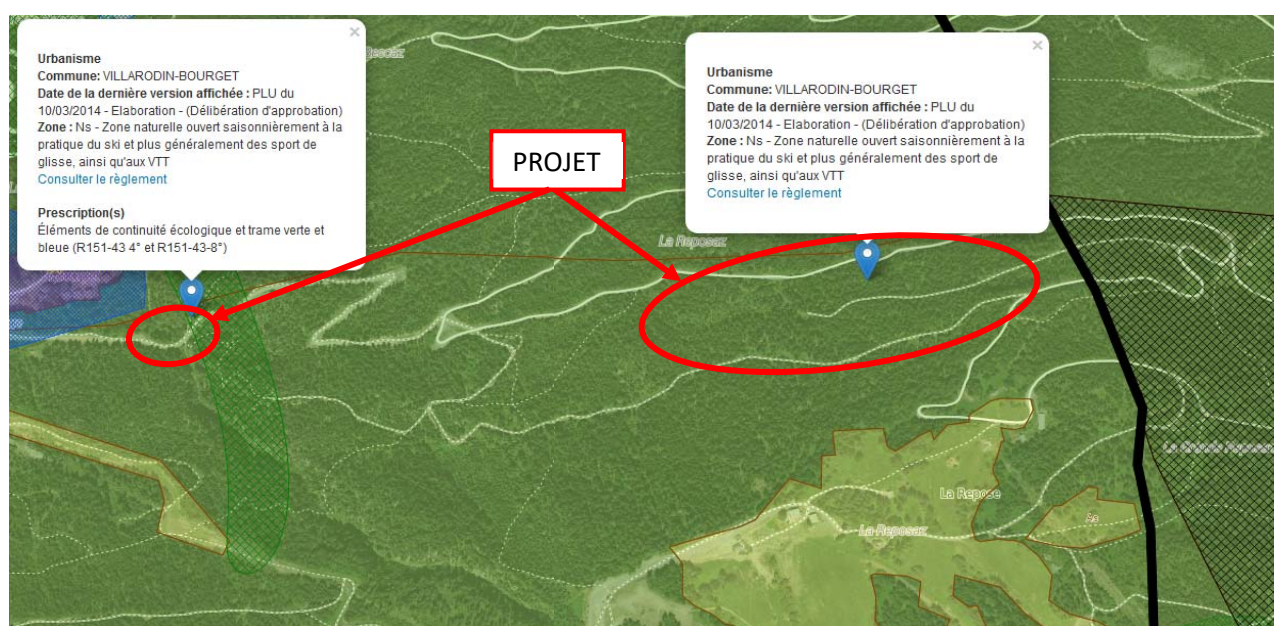 ×
Urbanisme
Commune: VILLARODIN-BOURGET
Date de la dernière version affichée : PLU du
10/03/2014 - Elaboration - (Délibération d'approbation)
Zone : Ns - Zone naturelle ouvert saisonnièrement à la
pratique du ski et plus généralement des sport de
glisse, ainsi qu'aux VTT
Consulter le règlement
Prescription(s)
Éléments de continuité écologique et trame verte et
bleue (R151-43 4° et R151-43-8°)
×
Urbanisme
Commune: VILLARODIN-BOURGET
Date de la dernière version affichée : PLU du
10/03/2014 - Elaboration - (Délibération d'approbation)
Zone : Ns - Zone naturelle ouvert saisonnièrement à la
pratique du ski et plus généralement des sport de
glisse, ainsi qu'aux VTT
Consulter le règlement
PROJET
La Reposaz
La Repose
As
La Reposaz